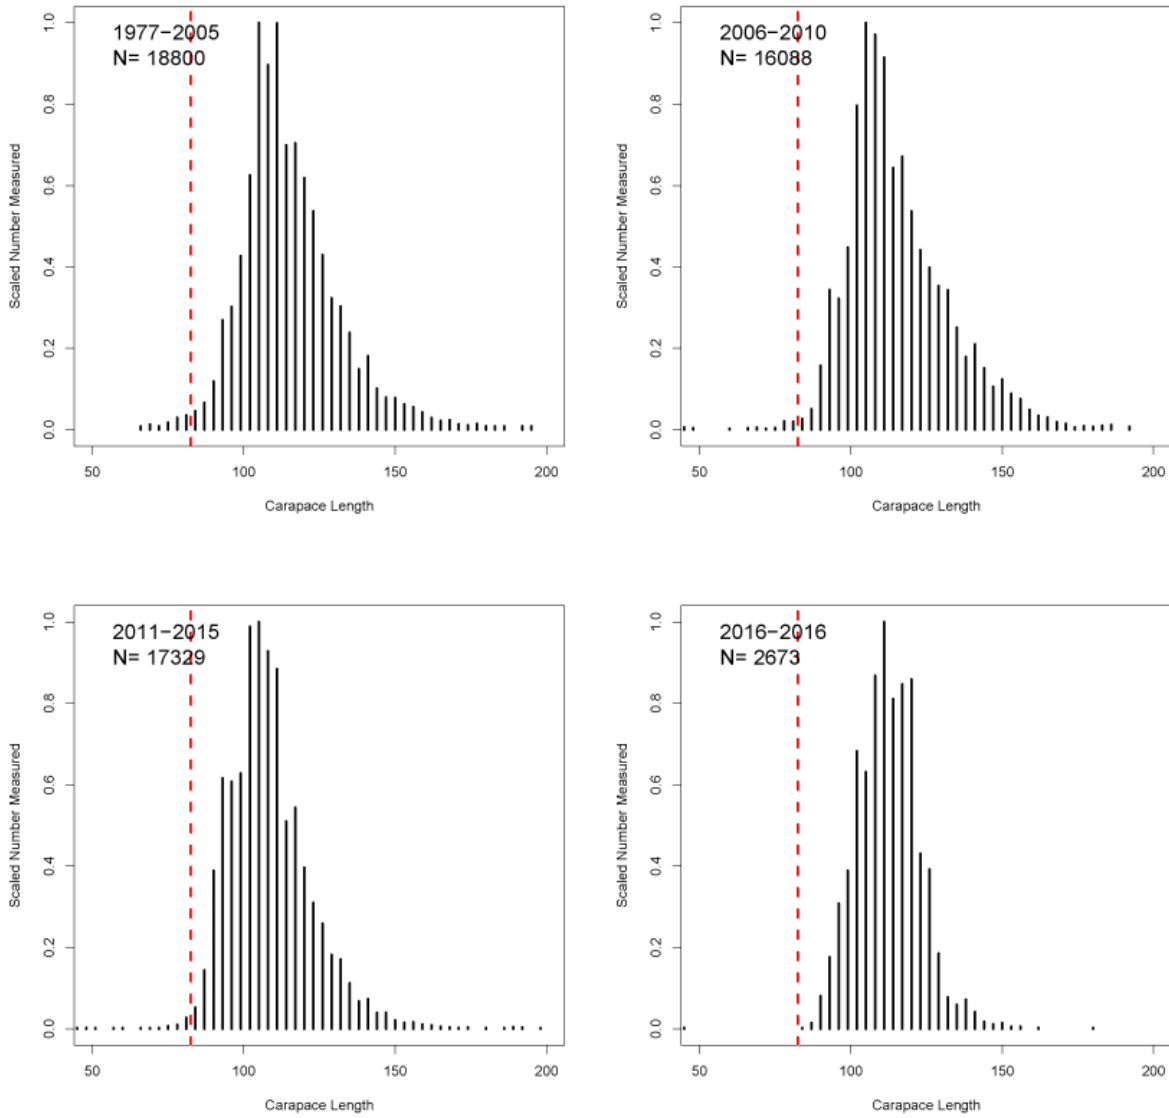 1977−2005
N= 18800
Scaled Number Measured
0.0 0.2 0.4 0.6 0.8 1.0
50 100 150 200
Carapace Length
2006−2010
N= 16088
Scaled Number Measured
0.0 0.2 0.4 0.6 0.8 1.0
50 100 150 200
Carapace Length
2011−2015
N= 17329
Scaled Number Measured
0.0 0.2 0.4 0.6 0.8 1.0
50 100 150 200
Carapace Length
2016−2016
N= 2673
Scaled Number Measured
0.0 0.2 0.4 0.6 0.8 1.0
50 100 150 200
Carapace Length